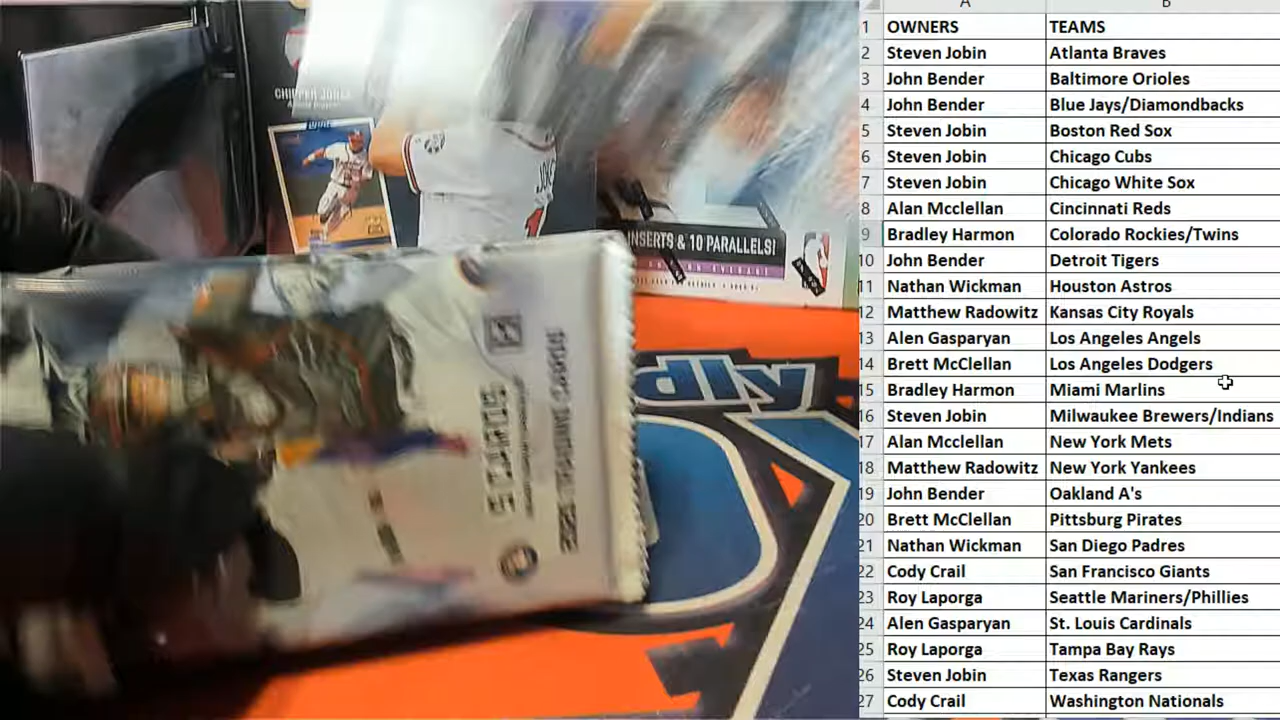 CHIPPER JONES
INSERTS & 10 PARALLELS!
dly
A
B
1 OWNERS TEAMS
2 Steven Jobin Atlanta Braves
3 John Bender Baltimore Orioles
4 John Bender Blue Jays/Diamondbacks
5 Steven Jobin Boston Red Sox
6 Steven Jobin Chicago Cubs
7 Steven Jobin Chicago White Sox
8 Alan Mcclellan Cincinnati Reds
9 Bradley Harmon Colorado Rockies/Twins
10 John Bender Detroit Tigers
11 Nathan Wickman Houston Astros
12 Matthew Radowitz Kansas City Royals
13 Alen Gasparyan Los Angeles Angels
14 Brett McClellan Los Angeles Dodgers
15 Bradley Harmon Miami Marlins
16 Steven Jobin Milwaukee Brewers/Indians
17 Alan Mcclellan New York Mets
18 Matthew Radowitz New York Yankees
19 John Bender Oakland A's
20 Brett McClellan Pittsburg Pirates
21 Nathan Wickman San Diego Padres
22 Cody Crail San Francisco Giants
23 Roy Laporga Seattle Mariners/Phillies
24 Alen Gasparyan St. Louis Cardinals
25 Roy Laporga Tampa Bay Rays
26 Steven Jobin Texas Rangers
27 Cody Crail Washington Nationals